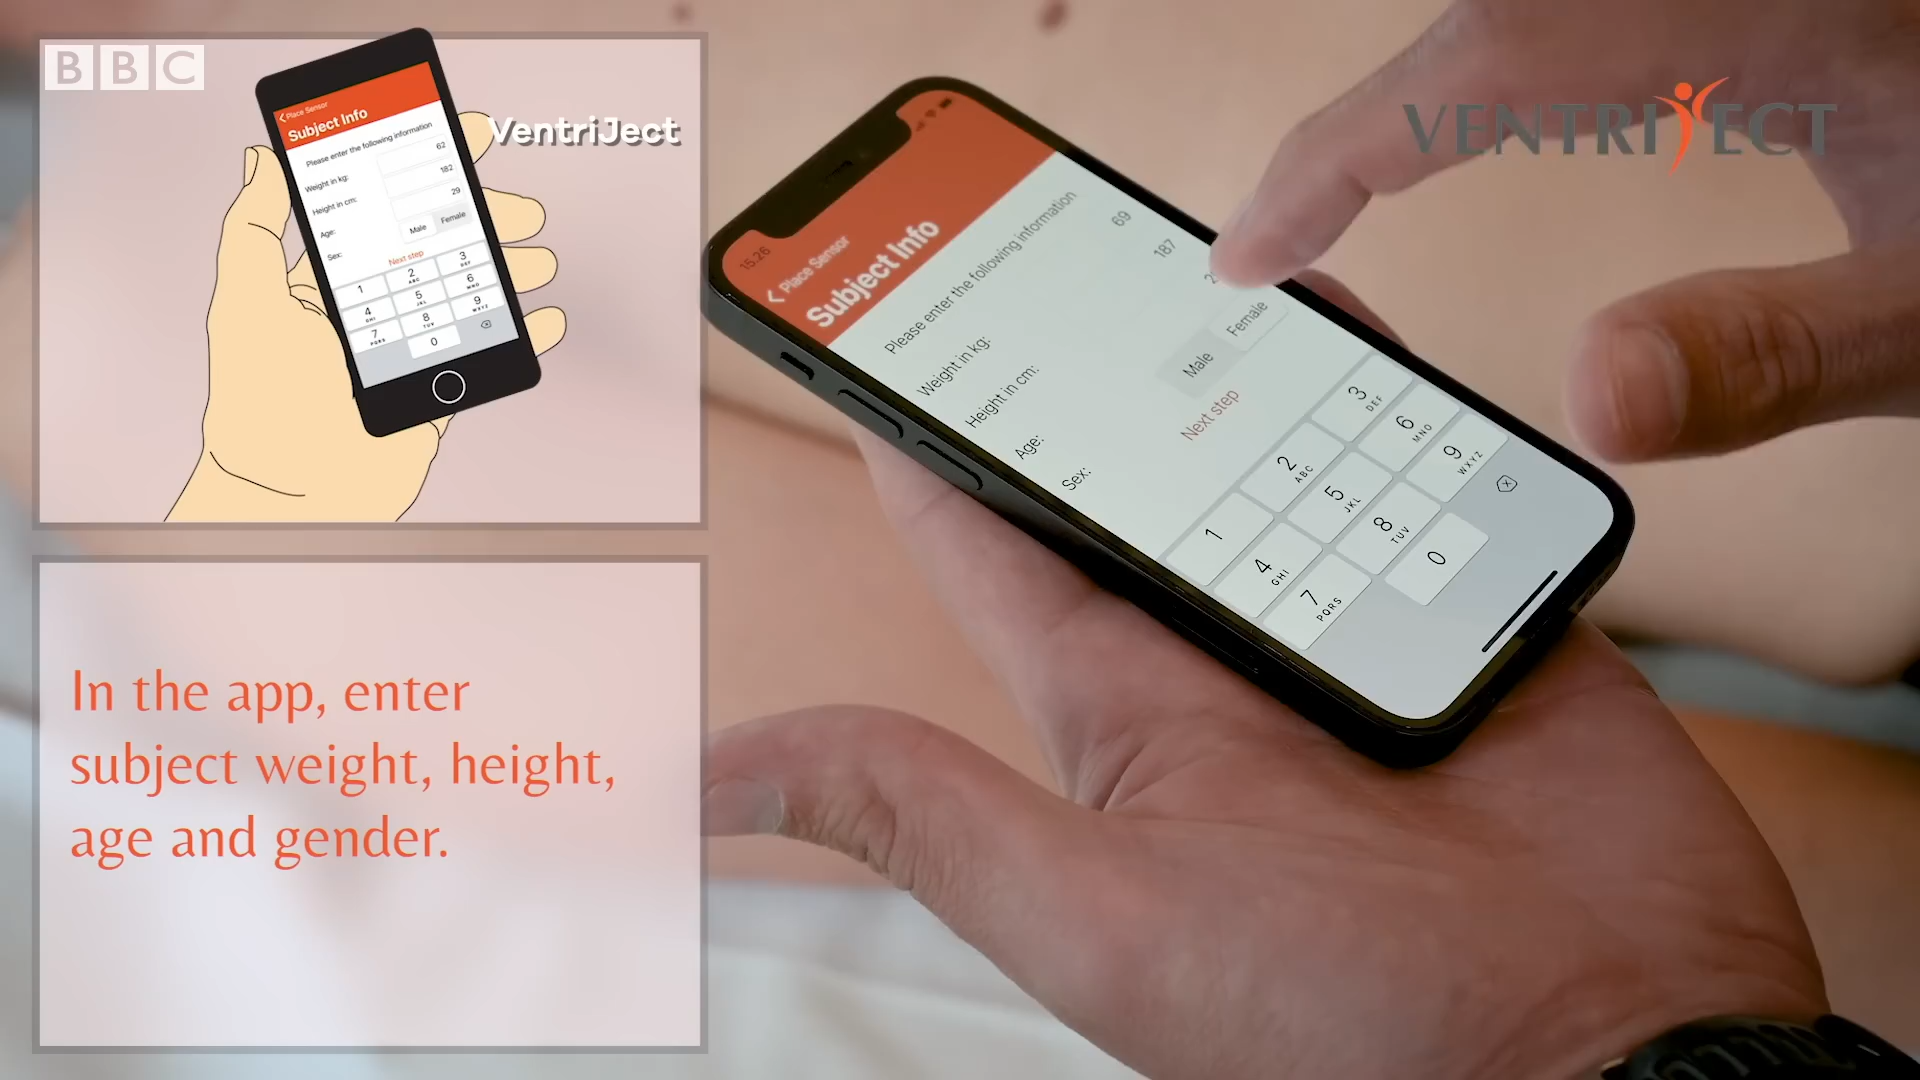 BBC
VentriJect
VENTRIJECT
< Place Sensor
Subject Info
Please enter the following information
Weight in kg:
62
Height in cm:
182
Age:
29
Sex:
Male
Female
Next step
1
2
ABC
3
DEF
4
GHI
5
JKL
6
MNO
7
PQRS
8
TUV
9
WXYZ
0
15.26
< Place Sensor
Subject Info
Please enter the following information
Weight in kg:
69
Height in cm:
187
Age:
Sex:
Male
Female
Next step
1
2
ABC
3
DEF
4
GHI
5
JKL
6
MNO
7
PQRS
8
TUV
9
WXYZ
0
In the app, enter
subject weight, height,
age and gender.